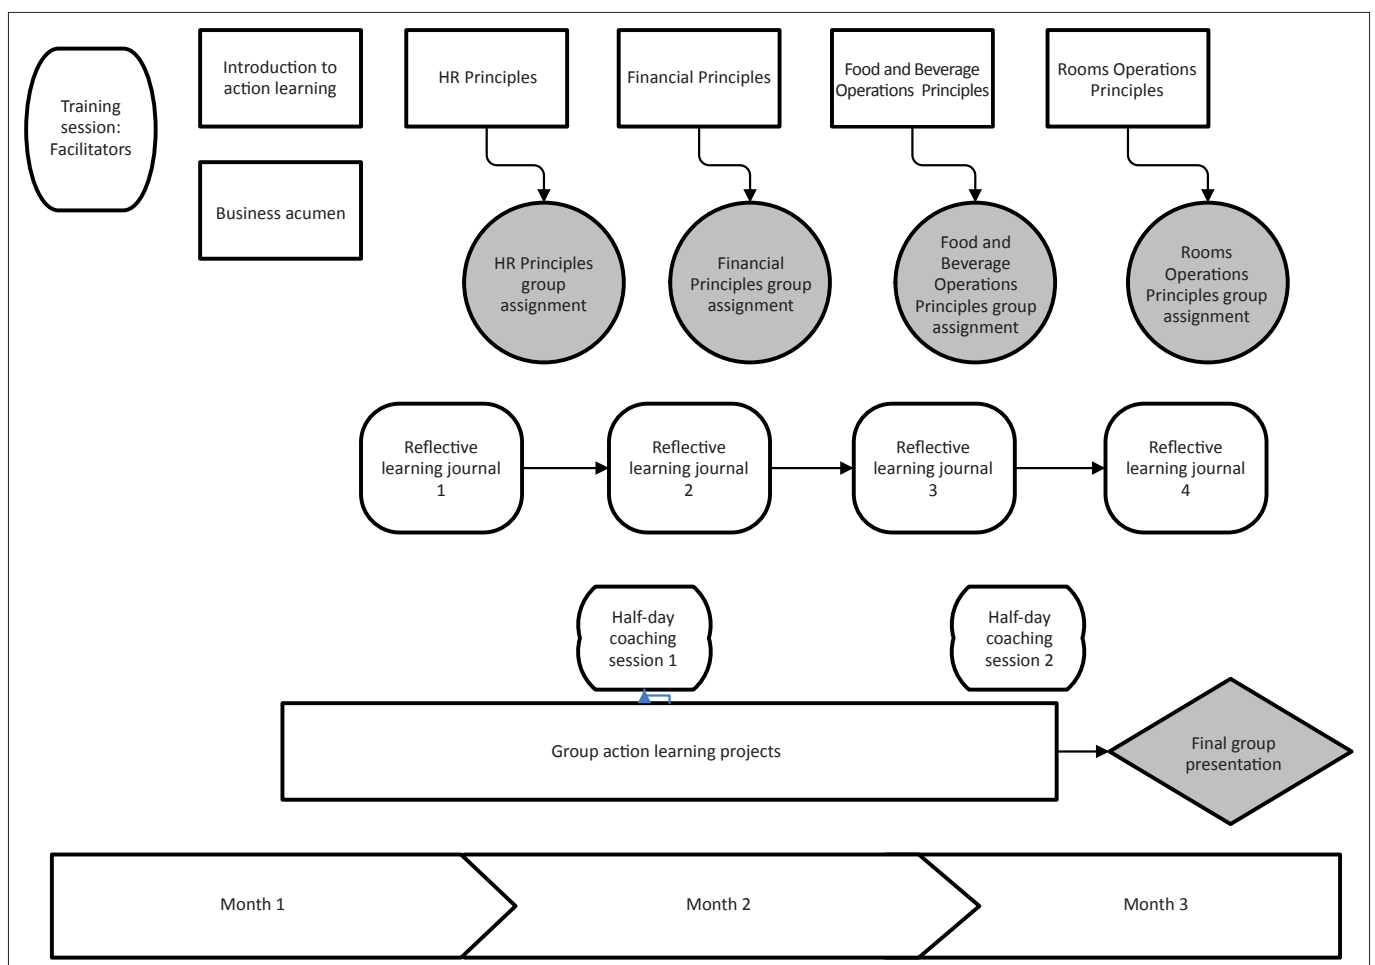 Training
session:
Facilitators
Introduction to
action learning
Business acumen
HR Principles
Financial Principles
Food and Beverage
Operations Principles
Rooms Operations
Principles
HR Principles
group
assignment
Financial
Principles group
assignment
Food and
Beverage
Operations
Principles group
assignment
Rooms
Operations
Principles group
assignment
Reflective
learning journal
1
Reflective
learning journal
2
Reflective
learning journal
3
Reflective
learning journal
4
Half-day
coaching
session 1
Half-day
coaching
session 2
Group action learning projects
Final group
presentation
Month 1
Month 2
Month 3